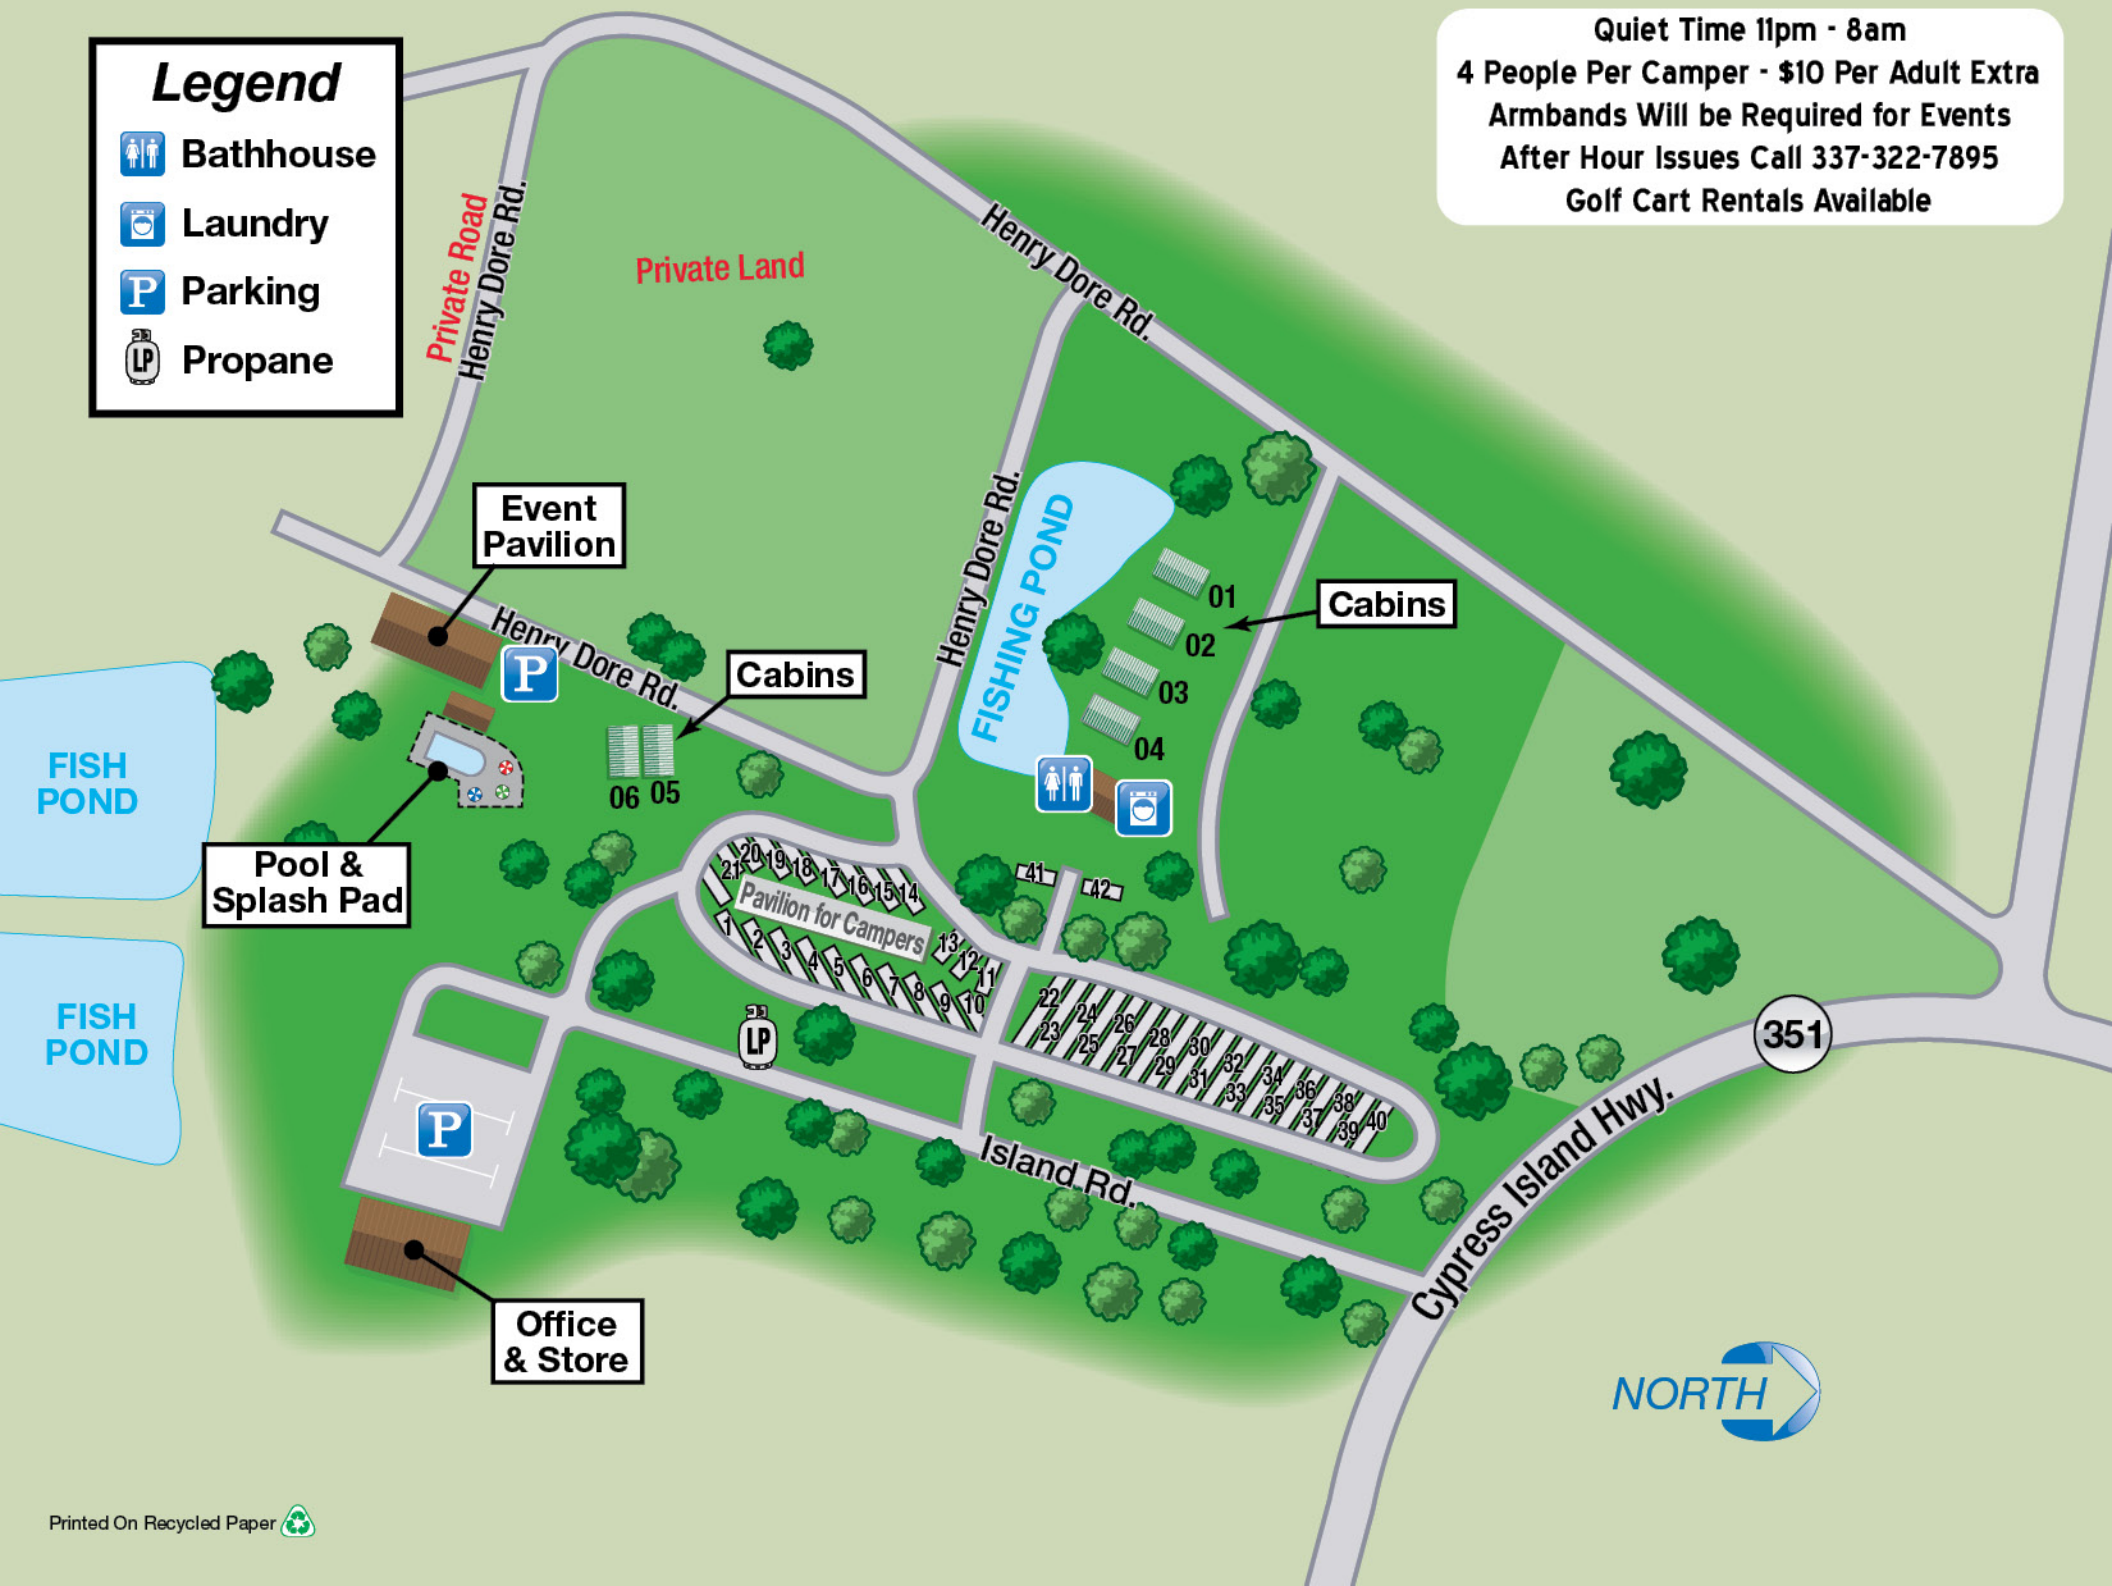 Quiet Time 11pm - 8am
4 People Per Camper - $10 Per Adult Extra
Armbands Will be Required for Events
After Hour Issues Call 337-322-7895
Golf Cart Rentals Available
Legend
Bathhouse
Laundry
P Parking
LP Propane
Private Road
Henry Dore Rd.
Private Land
Henry Dore Rd.
Event
Pavilion
Henry Dore Rd.
P
Cabins
06 05
Henry Dore Rd.
FISHING POND
01
02
03
04
Cabins
FISH
POND
Pool &
Splash Pad
FISH
POND
41
42
21 20 19 18 17 16 15 14
Pavilion for Campers
13
12
11
1 2 3 4 5 6 7 8 9 10
22 24 26 28 30 32 34 36 38 40
23 25 27 29 31 33 35 37 39
LP
P
Island Rd.
351
Cypress Island Hwy.
Office
& Store
NORTH
Printed On Recycled Paper